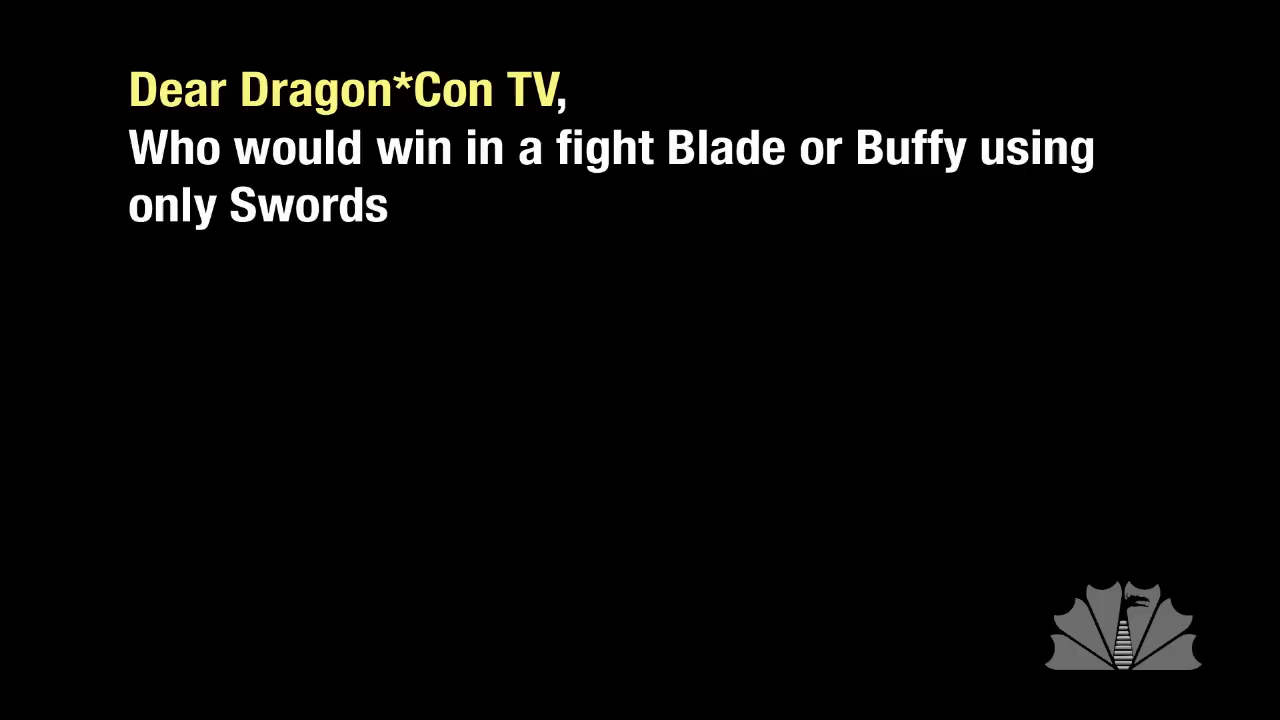 Dear Dragon*Con TV,
Who would win in a fight Blade or Buffy using
only Swords